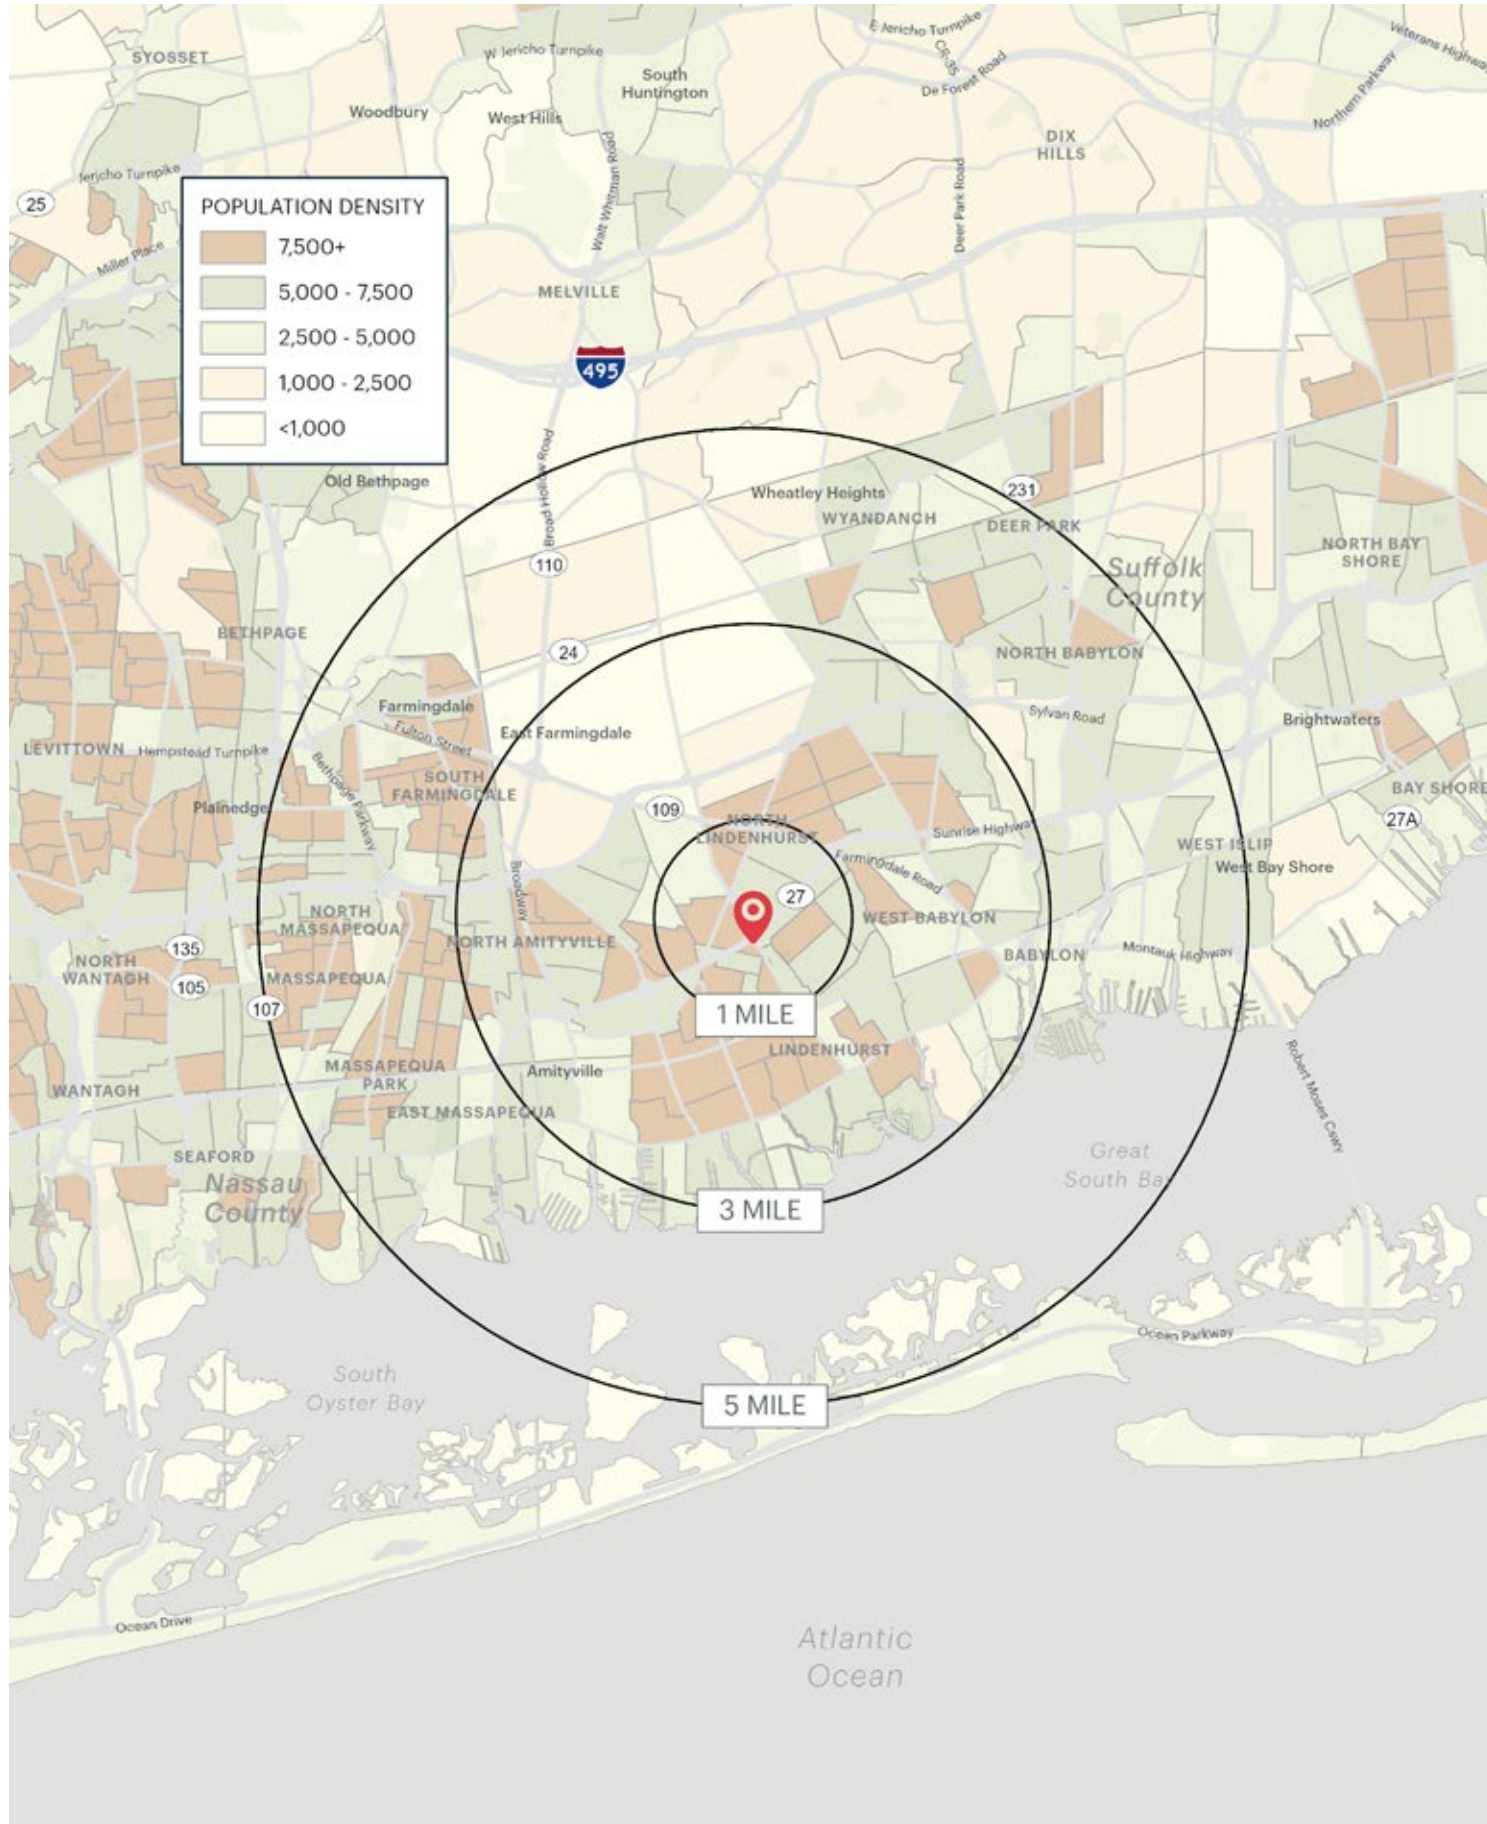 E Jericho Turnpike
Veterans Highway
SYOSSET
W Jericho Turnpike
CR-35
South
Huntington
De Forest Road
Woodbury
West Hills
Northern Parkway
DIX
HILLS
Jericho Turnpike
Walt Whitman Road
Deer Park Road
25
POPULATION DENSITY
7,500+
5,000 - 7,500
2,500 - 5,000
1,000 - 2,500
<1,000
Miller Place
MELVILLE
495
Broad Hollow Road
Old Bethpage
Wheatley Heights
231
WYANDANCH
DEER PARK
NORTH BAY
SHORE
110
Suffolk
County
BETHPAGE
24
NORTH BABYLON
Farmingdale
Sylvan Road
Brightwaters
Fulton Street
East Farmingdale
LEVITTOWN
Hempstead Turnpike
Bethpage Parkway
SOUTH
FARMINGDALE
BAY SHORE
Plainedge
109
NORTH
LINDENHURST
Sunrise Highway
27A
WEST ISLIP
West Bay Shore
Farmingdale Road
Broadway
27
NORTH
MASSAPEQUA
WEST BABYLON
NORTH AMITYVILLE
135
BABYLON
Montauk Highway
NORTH
WANTAGH
MASSAPEQUA
105
107
1 MILE
LINDENHURST
MASSAPEQUA
PARK
Amityville
WANTAGH
Robert Moses Cswy
EAST MASSAPEQUA
SEAFORD
Great
South Bay
Nassau
County
3 MILE
Ocean Parkway
South
Oyster Bay
5 MILE
Ocean Drive
Atlantic
Ocean